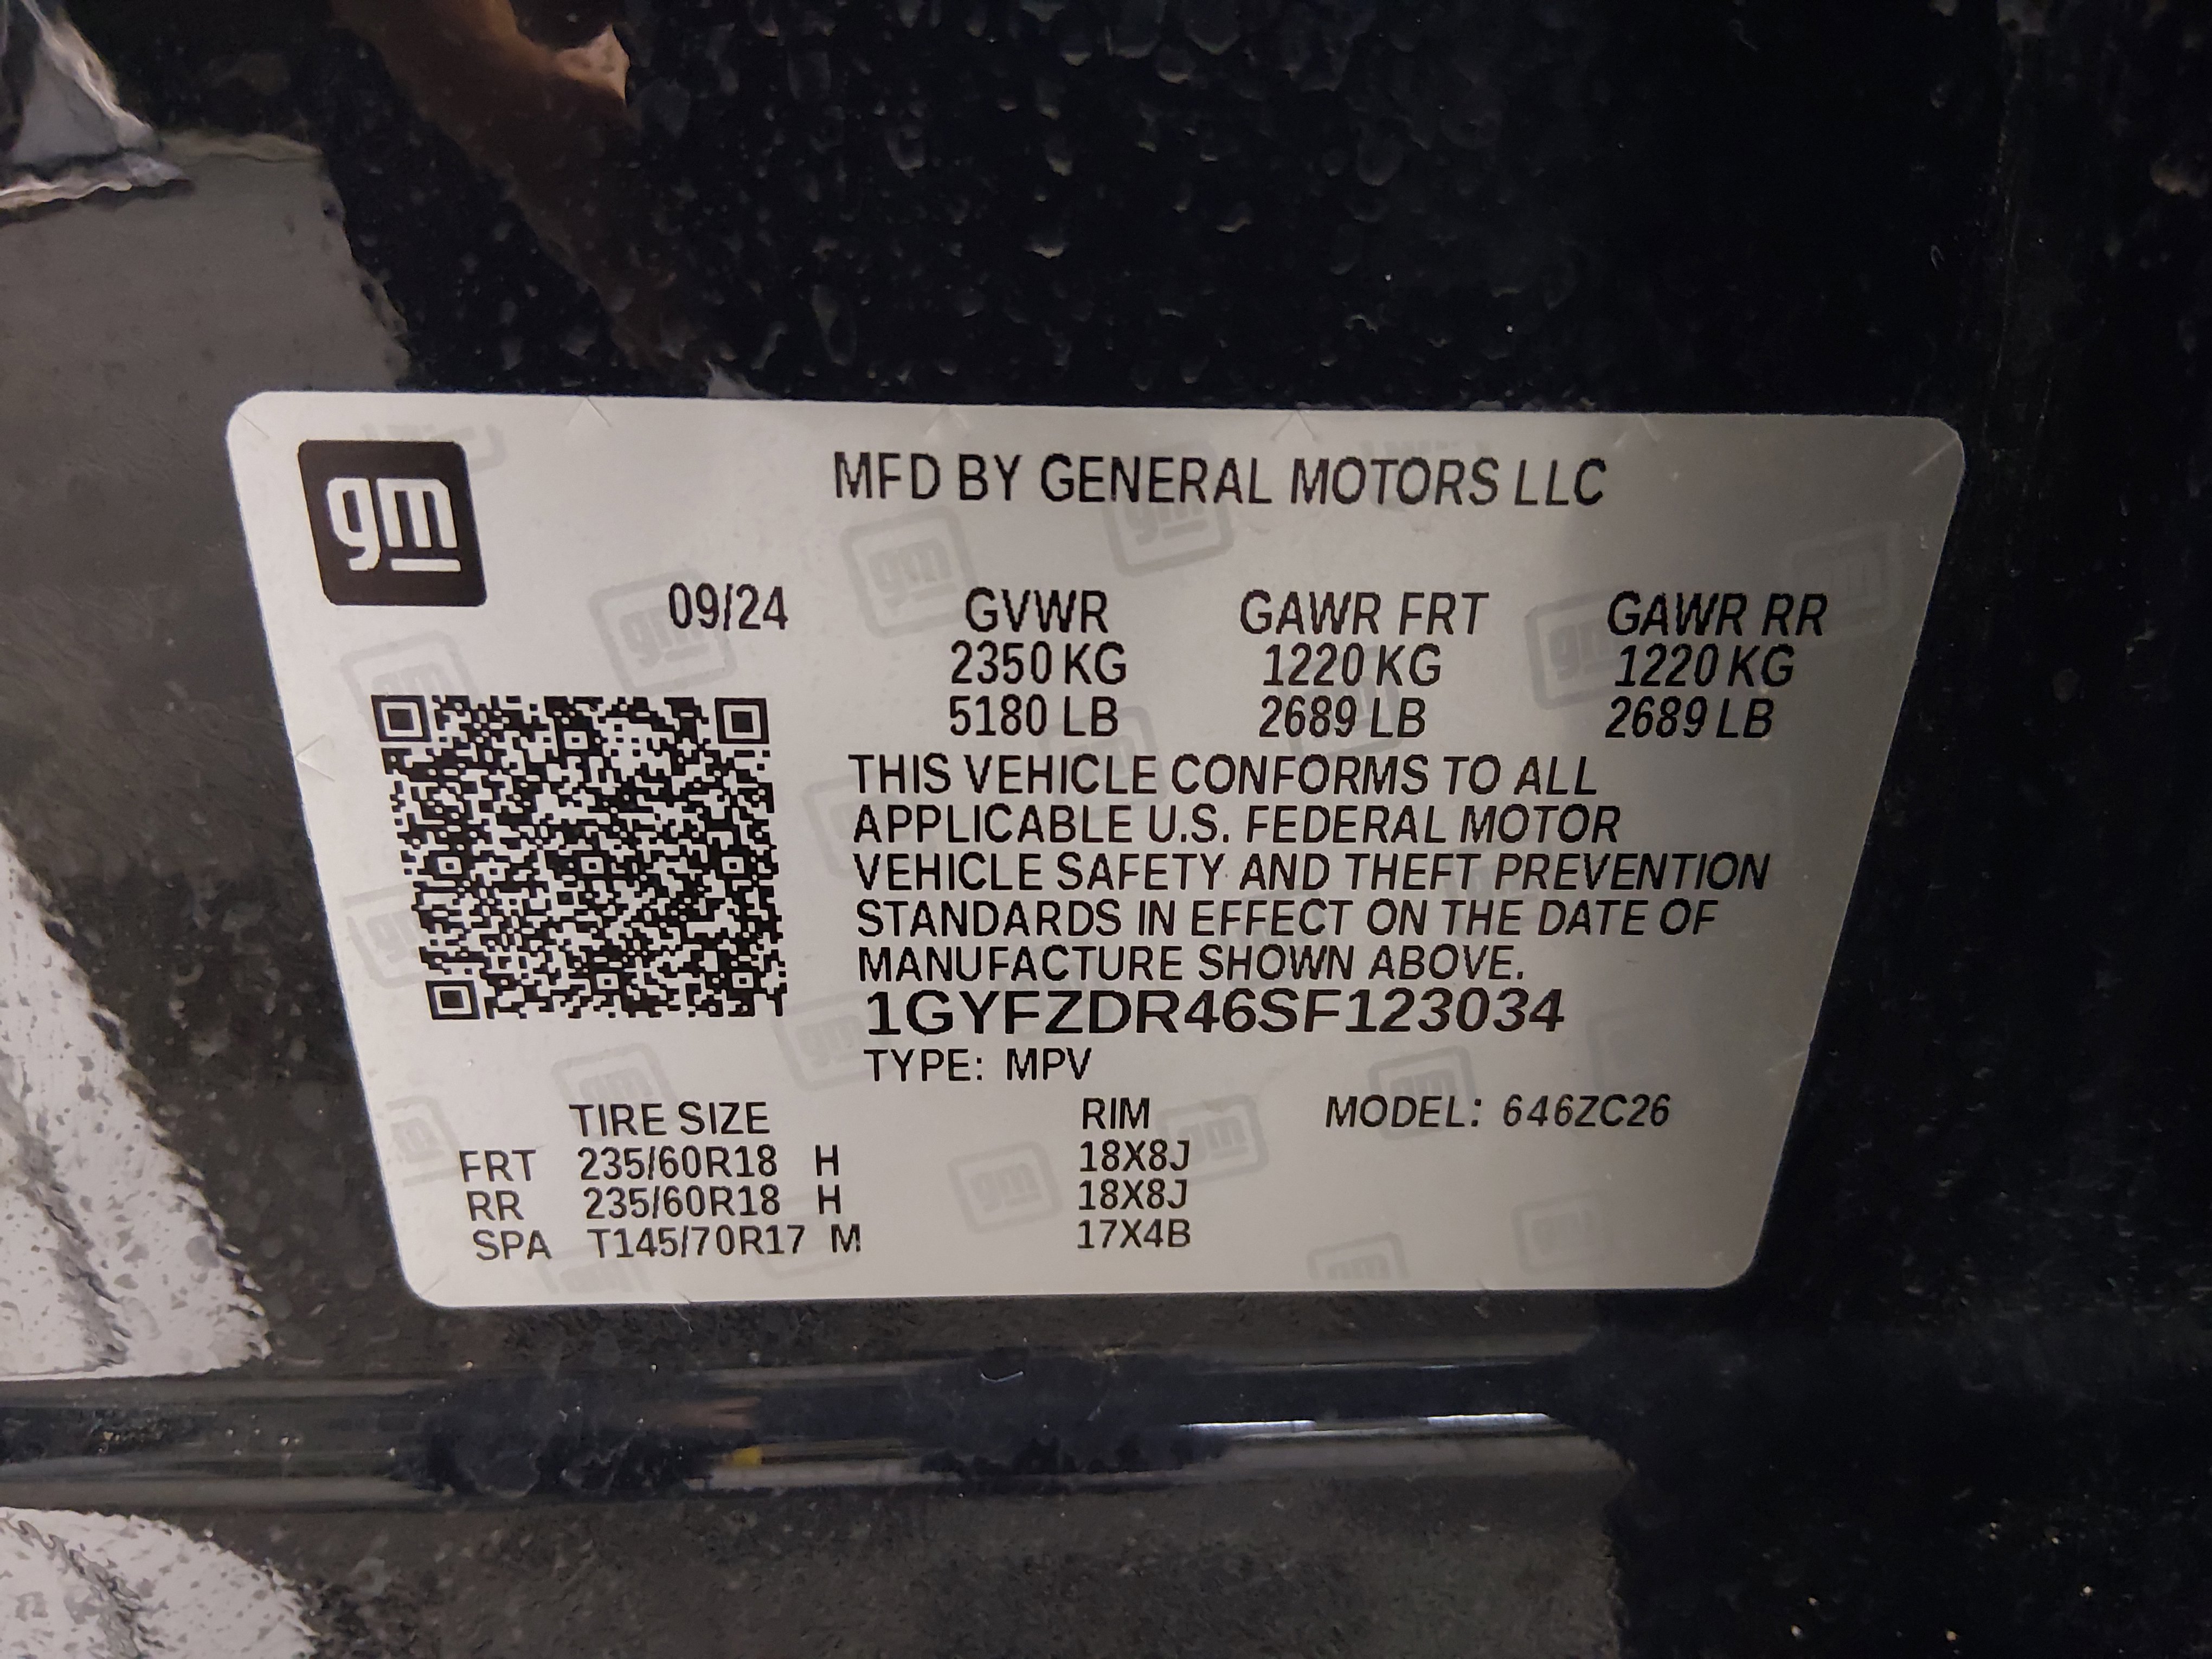 gm
MFD BY GENERAL MOTORS LLC
09/24 GVWR GAWR FRT GAWR RR
2350 KG 1220 KG 1220 KG
5180 LB 2689 LB 2689 LB
THIS VEHICLE CONFORMS TO ALL
APPLICABLE U.S. FEDERAL MOTOR
VEHICLE SAFETY AND THEFT PREVENTION
STANDARDS IN EFFECT ON THE DATE OF
MANUFACTURE SHOWN ABOVE.
1GYFZDR46SF123034
TYPE: MPV
TIRE SIZE RIM MODEL: 646ZC26
FRT 235/60R18 H 18X8J
RR 235/60R18 H 18X8J
SPA T145/70R17 M 17X4B